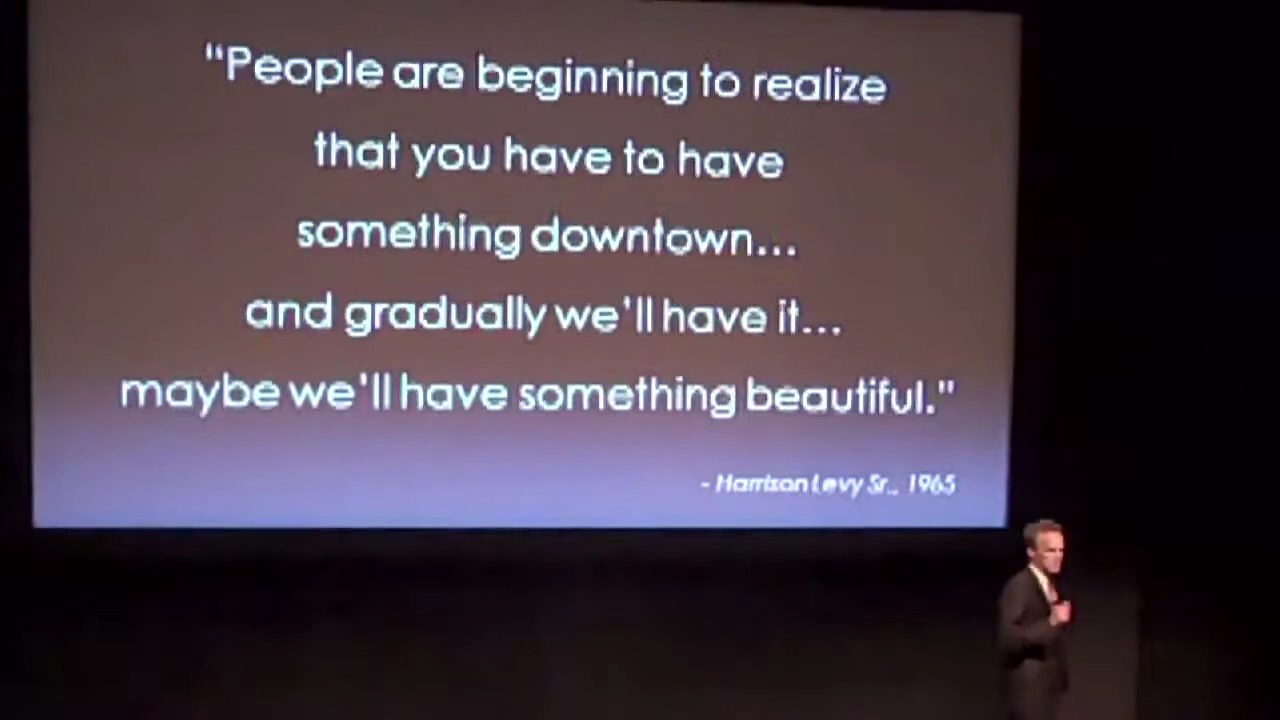 "People are beginning to realize
that you have to have
something downtown...
and gradually we'll have it...
maybe we'll have something beautiful."
- Harrison Levy Sr., 1965